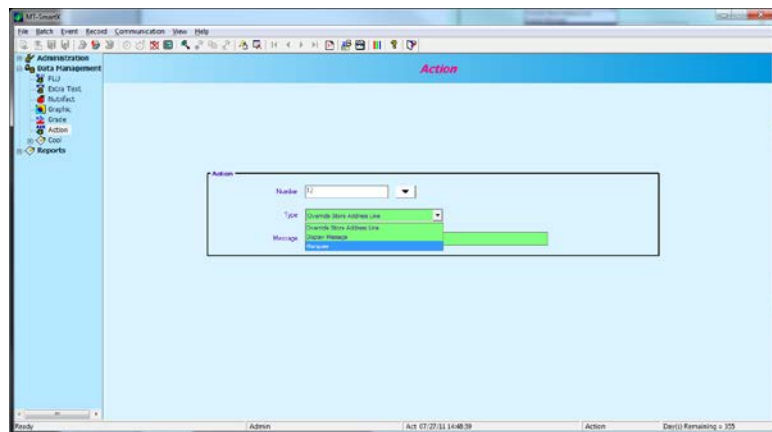 MT-SmartX
File Batch Event Record Communication View Help
Administration
Data Management
PLU
Extra Text
Nutrifact
Graphic
Grade
Action
Cool
Reports
Action
Action
Number 12
Type Override Store Address Line
Override Store Address Line
Display Message
Marquee
Message
Ready Admin Act 07/27/11 14:48:39 Action Day(s) Remaining = 355